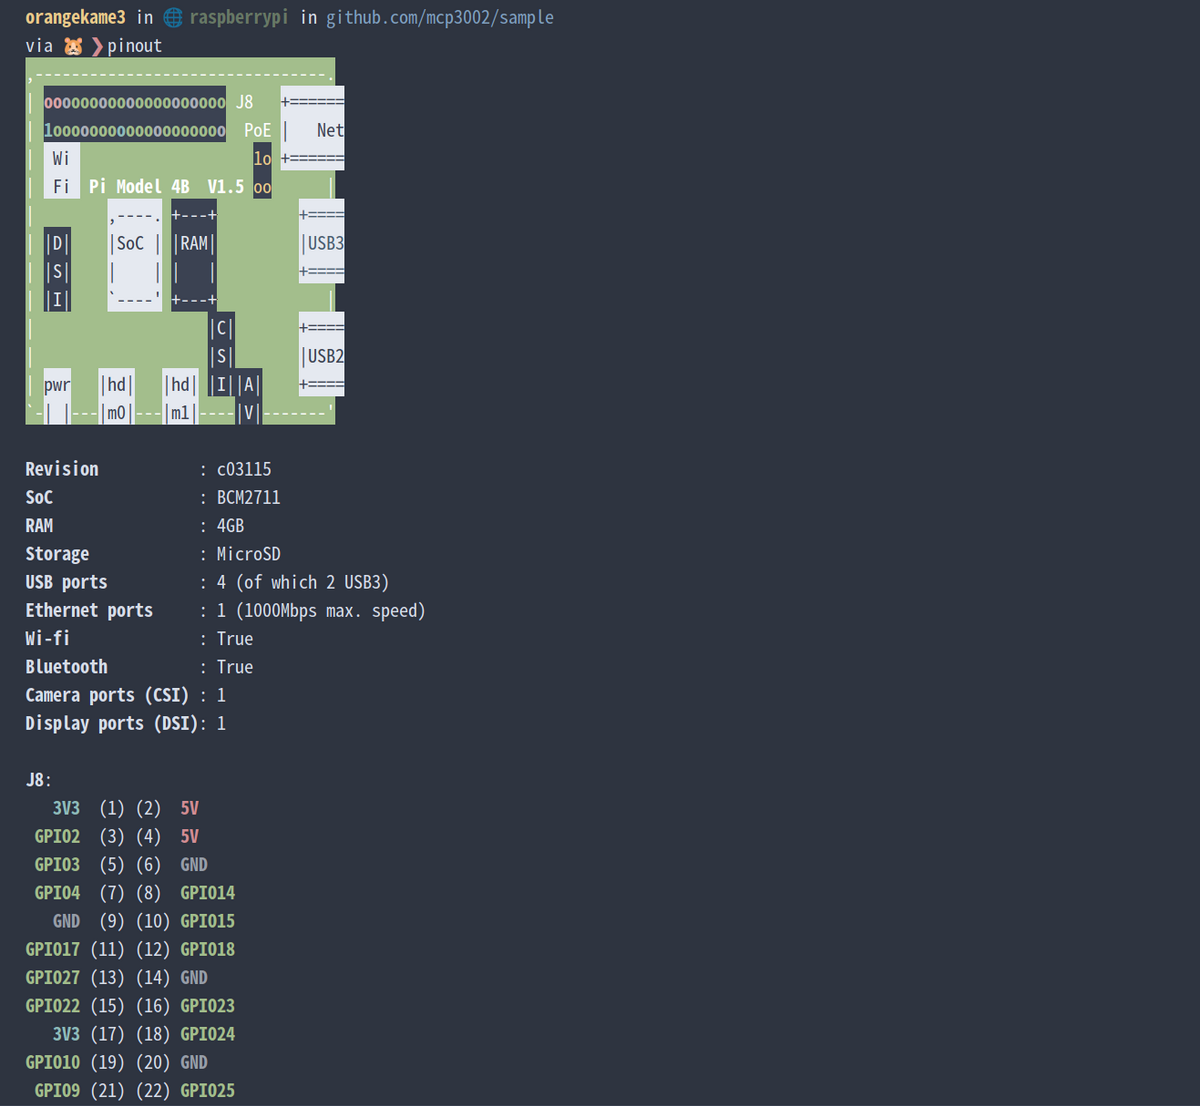 orangekame3 in 🌐 raspberrypi in github.com/mcp3002/sample
via 🐹 ❯pinout
,--------------------------------.
| oooooooooooooooooooo J8   +======
| 1ooooooooooooooooooo  PoE |   Net
|  Wi                    1o +======
|  Fi  Pi Model 4B  V1.5 oo      |
|        ,----. +---+         +====
| |D|    |SoC | |RAM|         |USB3
| |S|    |    | |   |         +====
| |I|    `----' +---+            |
|                   |C|       +====
|                   |S|       |USB2
| pwr   |hd|   |hd| |I||A|    +====
`-| |---|m0|---|m1|----|V|-------'
Revision           : c03115
SoC                : BCM2711
RAM                : 4GB
Storage            : MicroSD
USB ports          : 4 (of which 2 USB3)
Ethernet ports     : 1 (1000Mbps max. speed)
Wi-fi              : True
Bluetooth          : True
Camera ports (CSI) : 1
Display ports (DSI): 1
J8:
   3V3  (1) (2)  5V
 GPIO2  (3) (4)  5V
 GPIO3  (5) (6)  GND
 GPIO4  (7) (8)  GPIO14
   GND  (9) (10) GPIO15
GPIO17 (11) (12) GPIO18
GPIO27 (13) (14) GND
GPIO22 (15) (16) GPIO23
   3V3 (17) (18) GPIO24
GPIO10 (19) (20) GND
 GPIO9 (21) (22) GPIO25